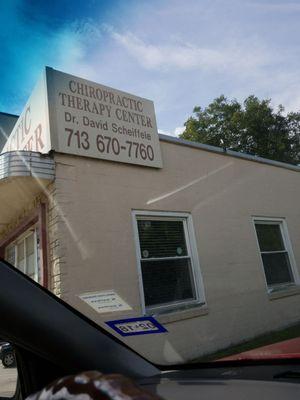 CHIROPRACTIC
THERAPY CENTER
Dr. David Scheiffele
713 670-7760